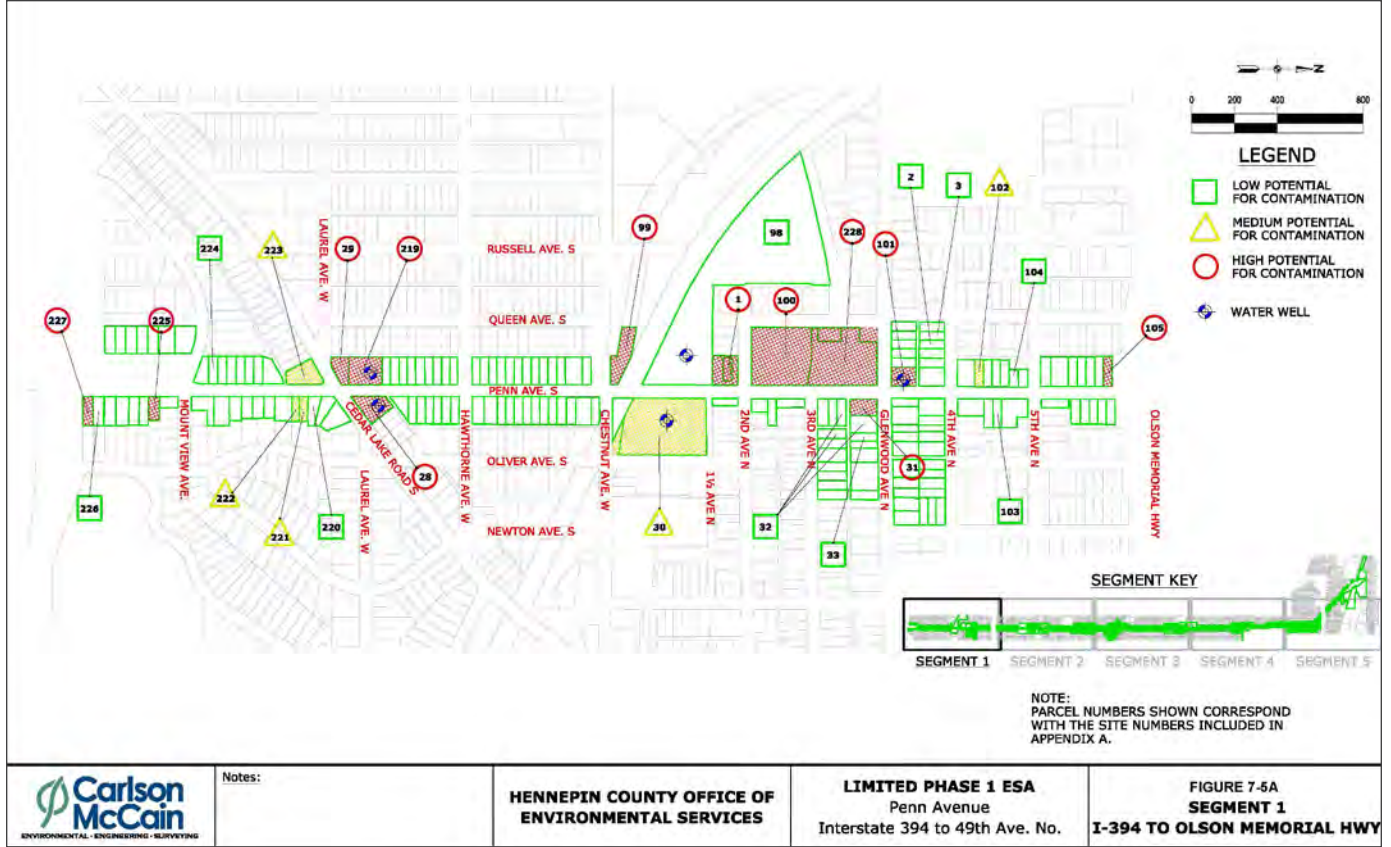 N
0 200 400 800
LEGEND
LOW POTENTIAL
FOR CONTAMINATION
MEDIUM POTENTIAL
FOR CONTAMINATION
HIGH POTENTIAL
FOR CONTAMINATION
WATER WELL
2
3
102
99
98
228
101
104
224
223
LAUREL AVE. W
29
219
RUSSELL AVE. S
1
100
227
225
QUEEN AVE. S
105
PENN AVE. S
MOUNT VIEW AVE.
CEDAR LAKE ROAD S
HAWTHORNE AVE. W
CHESTNUT AVE. W
2ND AVE N
3RD AVE N
GLENWOOD AVE N
4TH AVE N
5TH AVE N
OLSON MEMORIAL HWY
OLIVER AVE. S
28
31
1½ AVE N
LAUREL AVE. W
222
226
221
220
NEWTON AVE. S
30
32
33
103
SEGMENT KEY
SEGMENT 1 SEGMENT 2 SEGMENT 3 SEGMENT 4 SEGMENT 5
NOTE:
PARCEL NUMBERS SHOWN CORRESPOND
WITH THE SITE NUMBERS INCLUDED IN
APPENDIX A.
Carlson
McCain
ENVIRONMENTAL - ENGINEERING - SURVEYING
Notes:
HENNEPIN COUNTY OFFICE OF
ENVIRONMENTAL SERVICES
LIMITED PHASE 1 ESA
Penn Avenue
Interstate 394 to 49th Ave. No.
FIGURE 7-5A
SEGMENT 1
I-394 TO OLSON MEMORIAL HWY